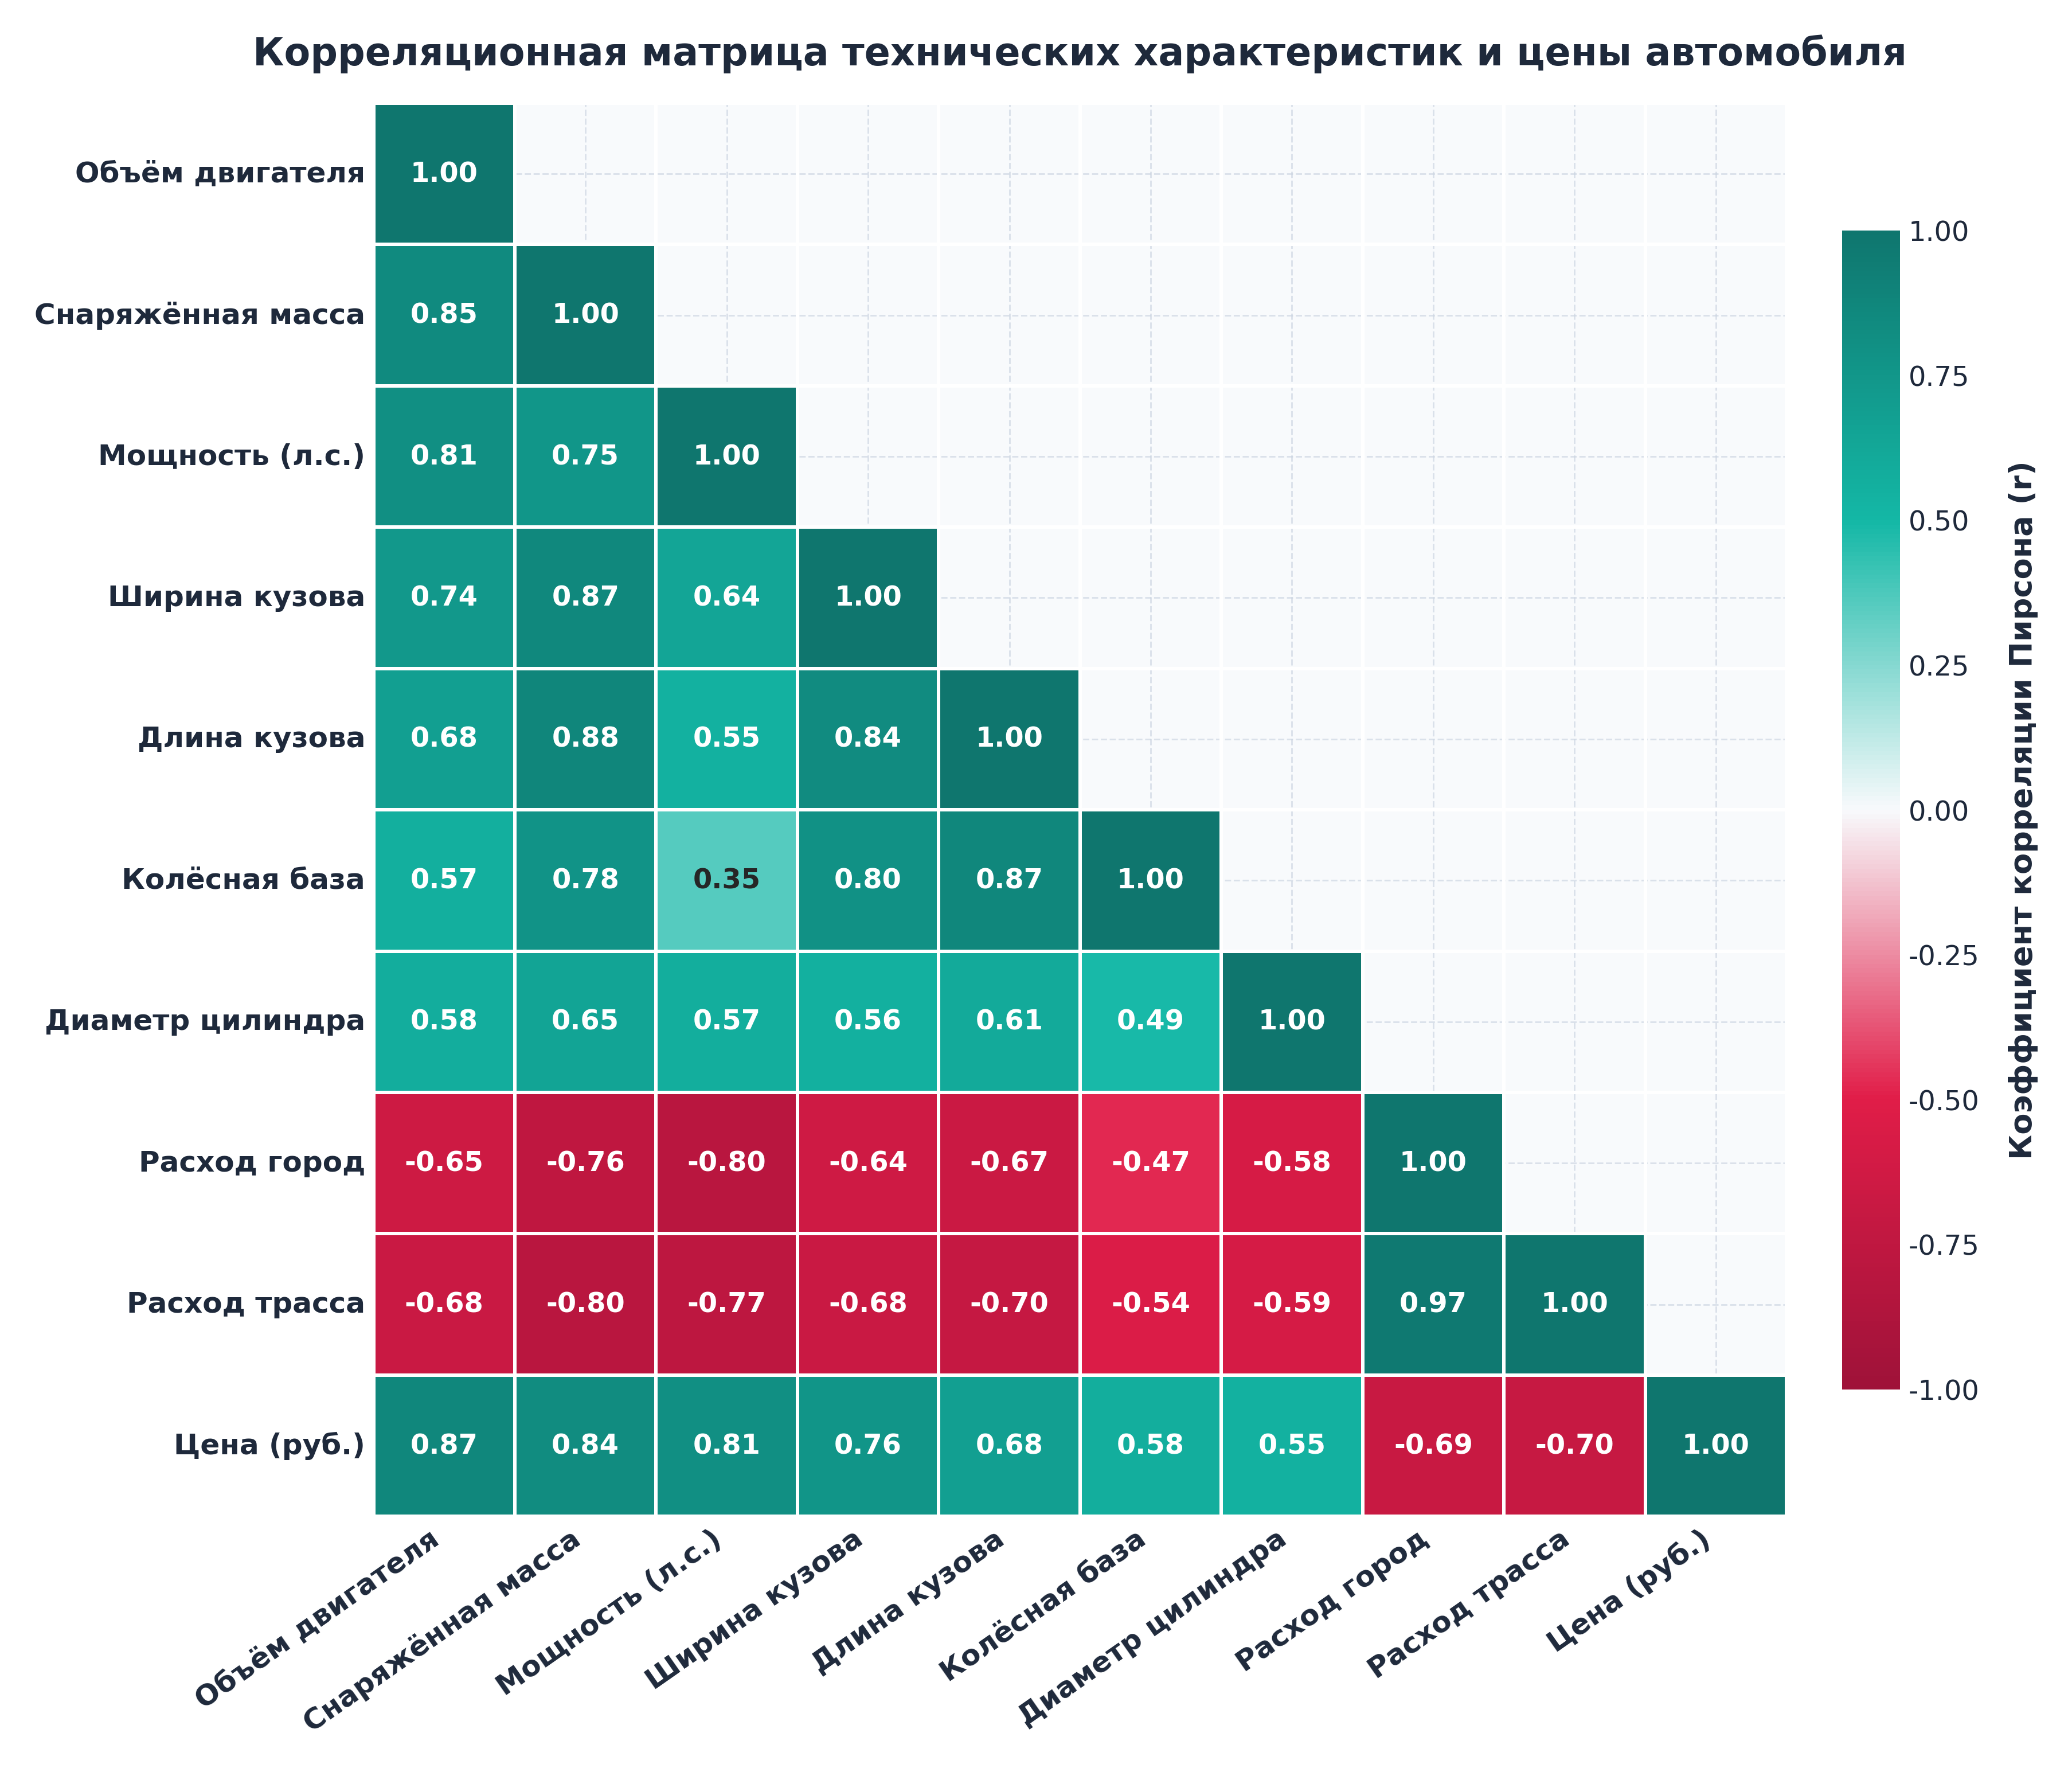 Корреляционная матрица технических характеристик и цены автомобиля
Объём двигателя 1.00
Снаряжённая масса 0.85 1.00
Мощность (л.с.) 0.81 0.75 1.00
Ширина кузова 0.74 0.87 0.64 1.00
Длина кузова 0.68 0.88 0.55 0.84 1.00
Колёсная база 0.57 0.78 0.35 0.80 0.87 1.00
Диаметр цилиндра 0.58 0.65 0.57 0.56 0.61 0.49 1.00
Расход город -0.65 -0.76 -0.80 -0.64 -0.67 -0.47 -0.58 1.00
Расход трасса -0.68 -0.80 -0.77 -0.68 -0.70 -0.54 -0.59 0.97 1.00
Цена (руб.) 0.87 0.84 0.81 0.76 0.68 0.58 0.55 -0.69 -0.70 1.00
Объём двигателя
Снаряжённая масса
Мощность (л.с.)
Ширина кузова
Длина кузова
Колёсная база
Диаметр цилиндра
Расход город
Расход трасса
Цена (руб.)
1.00
0.75
0.50
0.25
0.00
-0.25
-0.50
-0.75
-1.00
Коэффициент корреляции Пирсона (r)